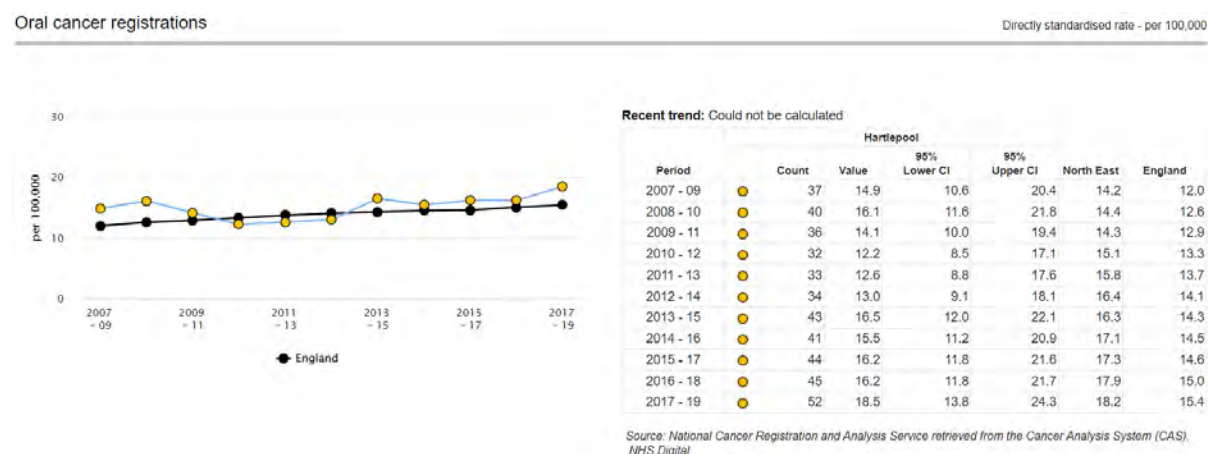 Oral cancer registrations
Directly standardised rate - per 100,000
30
20
10
0
per 100,000
2007 - 09
2009 - 11
2011 - 13
2013 - 15
2015 - 17
2017 - 19
England
Recent trend: Could not be calculated
Hartlepool
Period Count Value 95% Lower CI 95% Upper CI North East England
2007 - 09 37 14.9 10.6 20.4 14.2 12.0
2008 - 10 40 16.1 11.6 21.8 14.4 12.6
2009 - 11 36 14.1 10.0 19.4 14.3 12.9
2010 - 12 32 12.2 8.5 17.1 15.1 13.3
2011 - 13 33 12.6 8.8 17.6 15.8 13.7
2012 - 14 34 13.0 9.1 18.1 16.4 14.1
2013 - 15 43 16.5 12.0 22.1 16.3 14.3
2014 - 16 41 15.5 11.2 20.9 17.1 14.5
2015 - 17 44 16.2 11.8 21.6 17.3 14.6
2016 - 18 45 16.2 11.8 21.7 17.9 15.0
2017 - 19 52 18.5 13.8 24.3 18.2 15.4
Source: National Cancer Registration and Analysis Service retrieved from the Cancer Analysis System (CAS),
NHS Digital